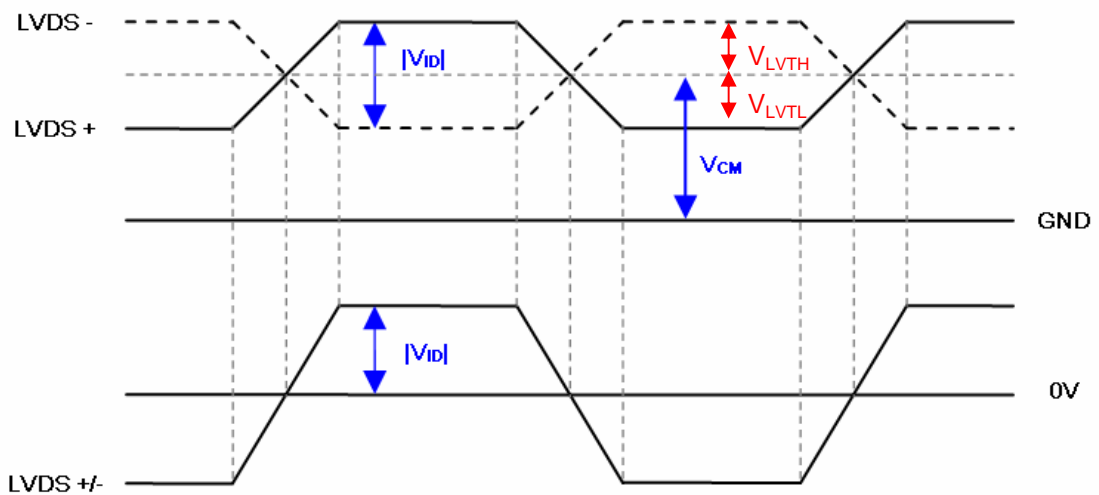 LVDS -
|VID|
VLVTH
VLVTL
LVDS +
VCM
GND
|VID|
0V
LVDS +/-